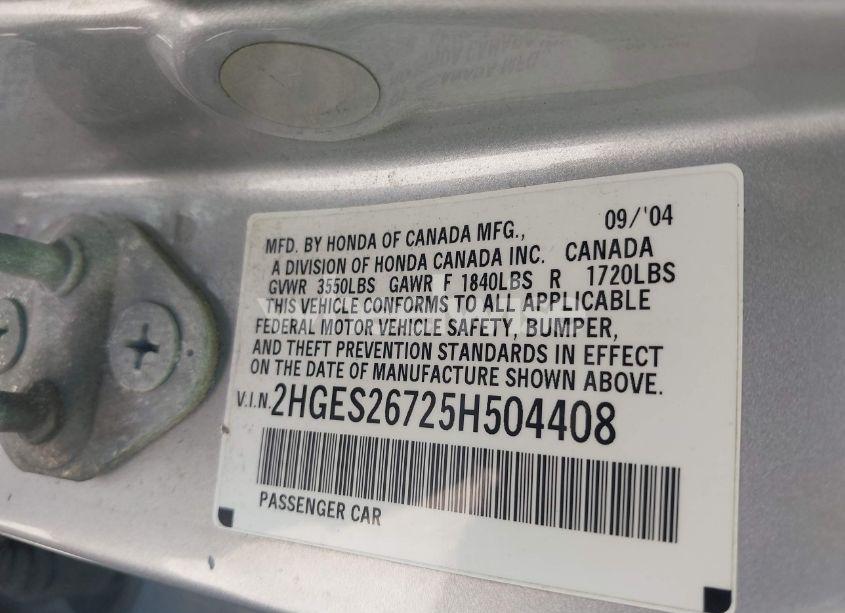 09/'04
MFD. BY HONDA OF CANADA MFG.,
A DIVISION OF HONDA CANADA INC. CANADA
GVWR 3550LBS GAWR F 1840LBS R 1720LBS
THIS VEHICLE CONFORMS TO ALL APPLICABLE
FEDERAL MOTOR VEHICLE SAFETY, BUMPER,
AND THEFT PREVENTION STANDARDS IN EFFECT
ON THE DATE OF MANUFACTURE SHOWN ABOVE.
V.I.N. 2HGES26725H504408
PASSENGER CAR